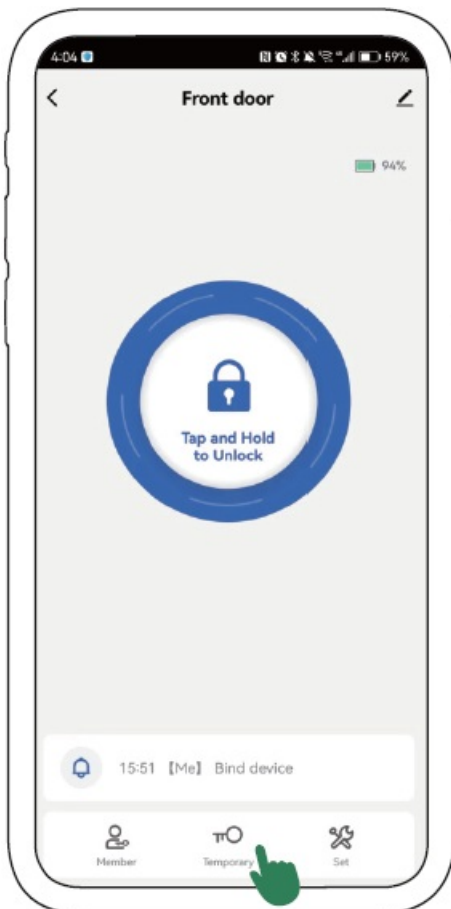 4:04 59%
Front door
94%
Tap and Hold
to Unlock
15:51 【Me】 Bind device
Member Temporary Set